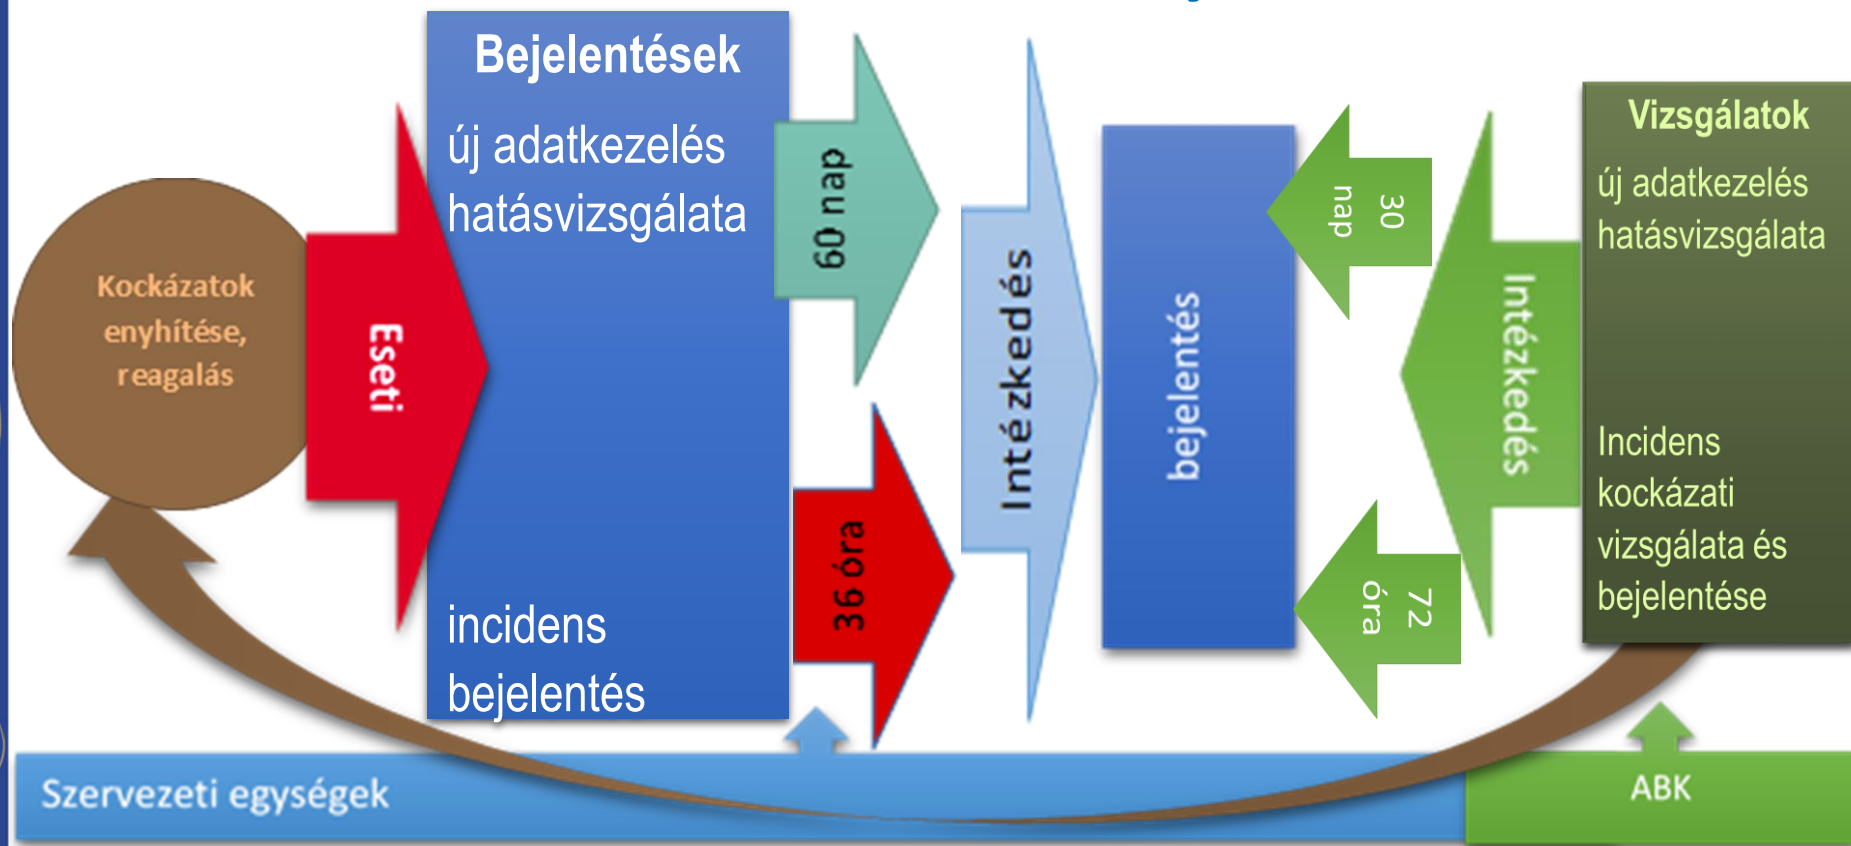 Bejelentések
új adatkezelés
hatásvizsgálata
incidens
bejelentés
Kockázatok
enyhítése,
reagalás
Eseti
60 nap
36 óra
Intézkedés
bejelentés
30
nap
72
óra
Intézkedés
Vizsgálatok
új adatkezelés
hatásvizsgálata
Incidens
kockázati
vizsgálata és
bejelentése
Szervezeti egységek
ABK